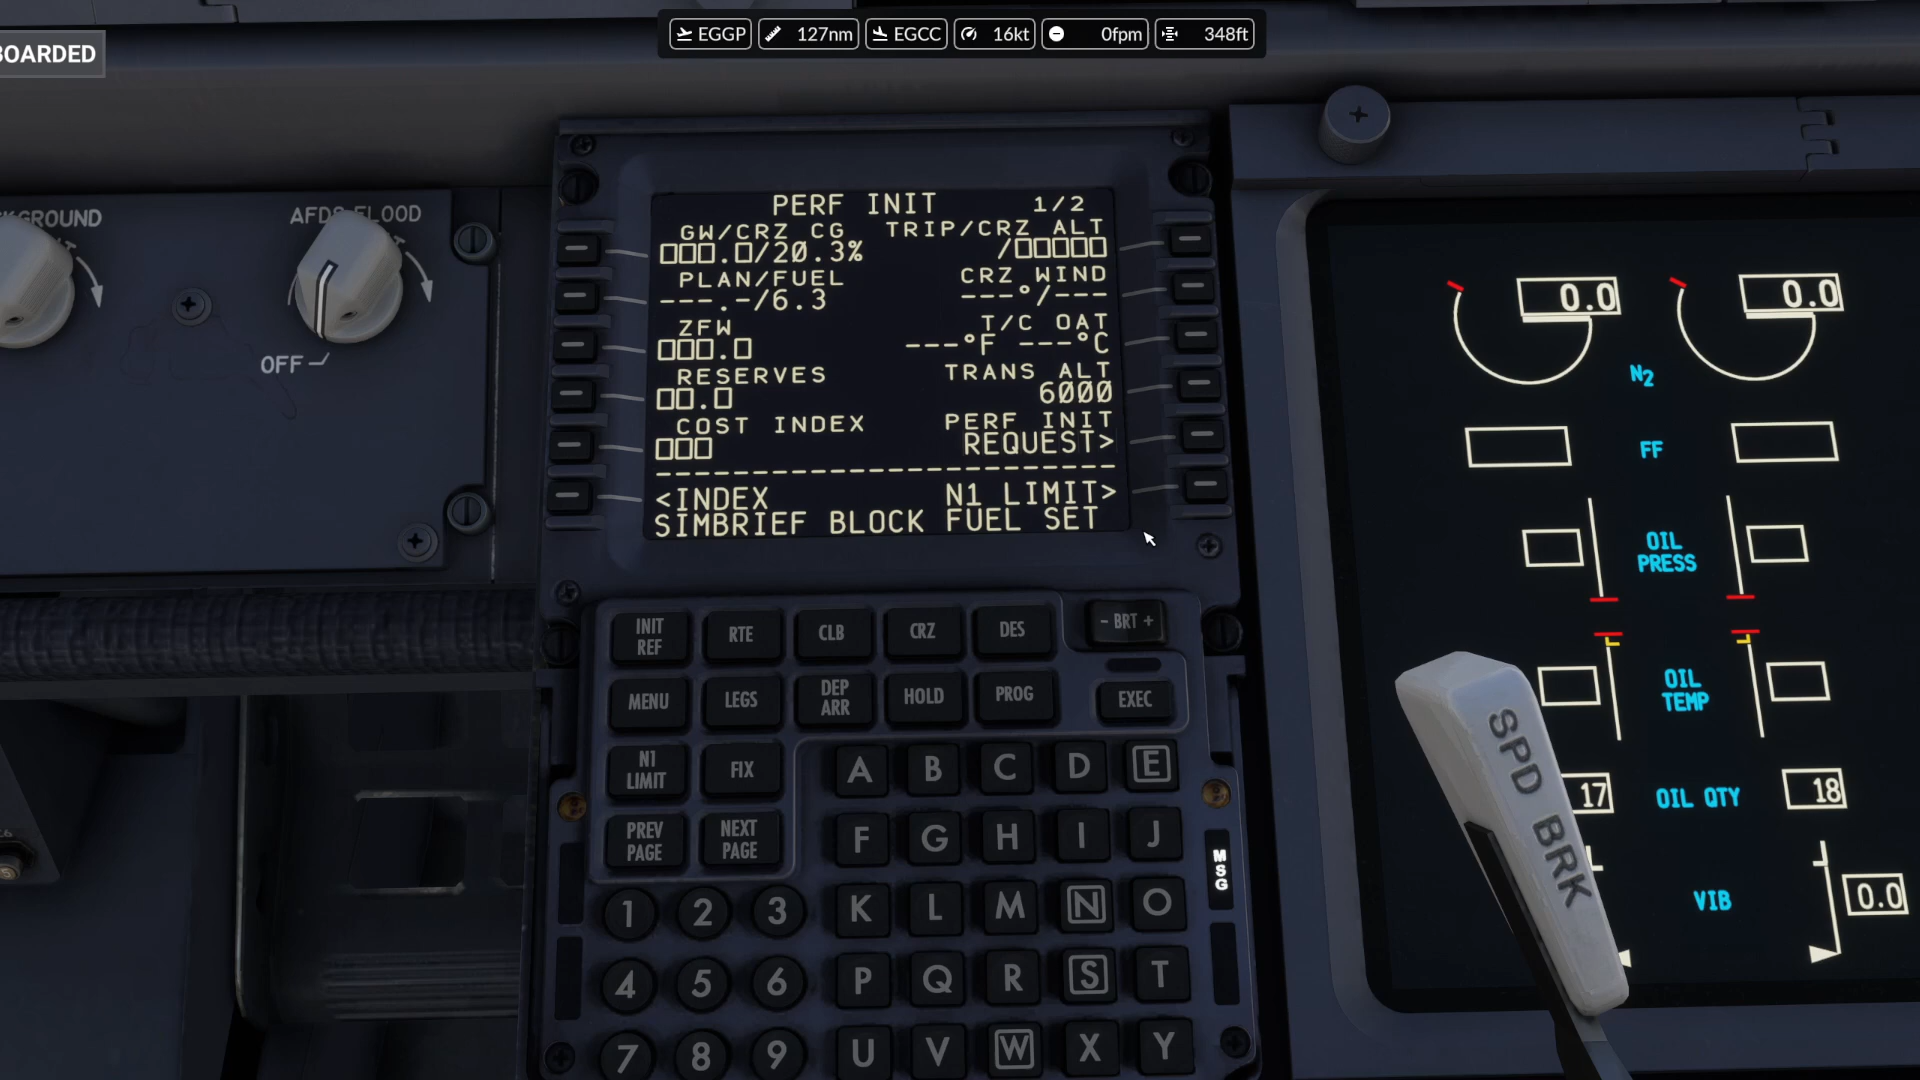 EGGP 127nm EGCC 16kt 0fpm 348ft
BOARDED
GROUND
AFDS FLOOD
OFF
PERF INIT 1/2
GW/CRZ CG TRIP/CRZ ALT
□□□.□/20.3% /□□□□□
PLAN/FUEL CRZ WIND
---.-/6.3 ---°/---
ZFW T/C OAT
□□□.□ ---°F ---°C
RESERVES TRANS ALT
□□.□ 6000
COST INDEX PERF INIT
□□□ REQUEST>
------------------------
<INDEX N1 LIMIT>
SIMBRIEF BLOCK FUEL SET
INIT REF RTE CLB CRZ DES - BRT +
MENU LEGS DEP ARR HOLD PROG EXEC
N1 LIMIT FIX
PREV PAGE NEXT PAGE
A B C D E
F G H I J
K L M N O
P Q R S T
U V W X Y
1 2 3
4 5 6
7 8 9
MSG
0.0 0.0
N2
FF
OIL PRESS
OIL TEMP
17 OIL QTY 18
VIB 0.0
SPD BRK